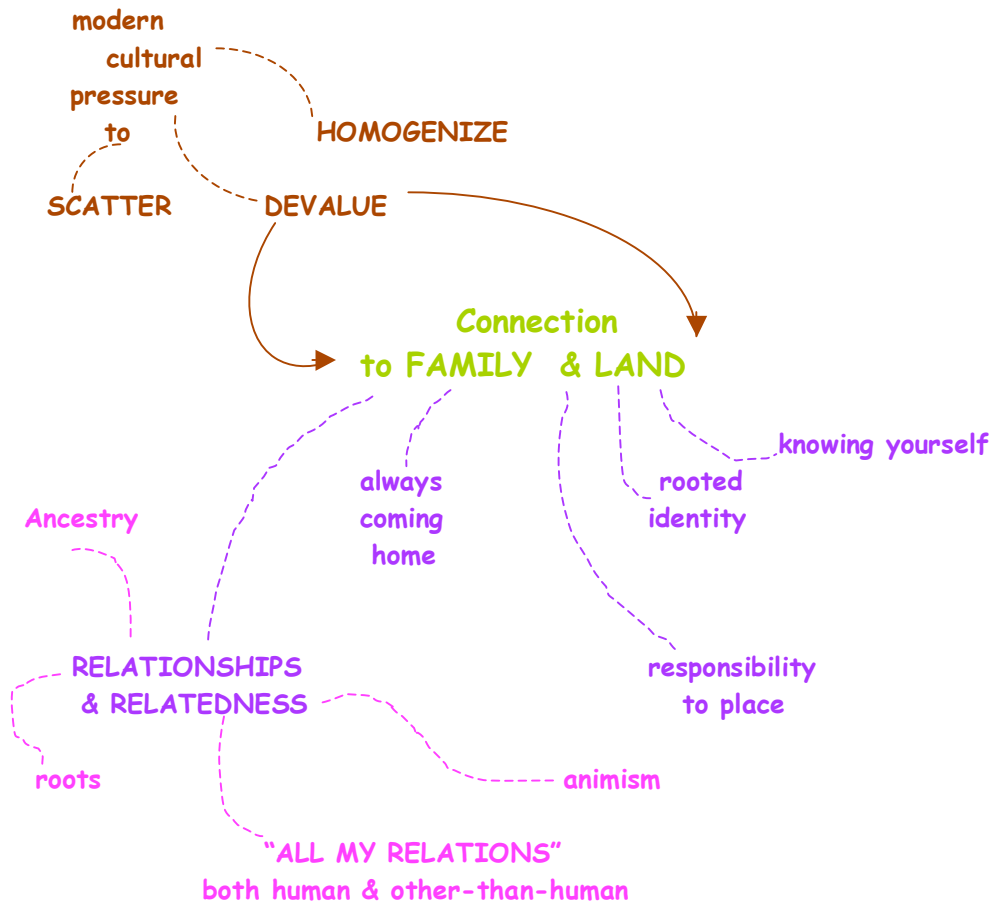 modern
cultural
pressure
to
HOMOGENIZE
SCATTER
DEVALUE
Connection
to FAMILY & LAND
knowing yourself
always
coming
home
rooted
identity
Ancestry
RELATIONSHIPS
& RELATEDNESS
responsibility
to place
roots
animism
“ALL MY RELATIONS”
both human & other-than-human